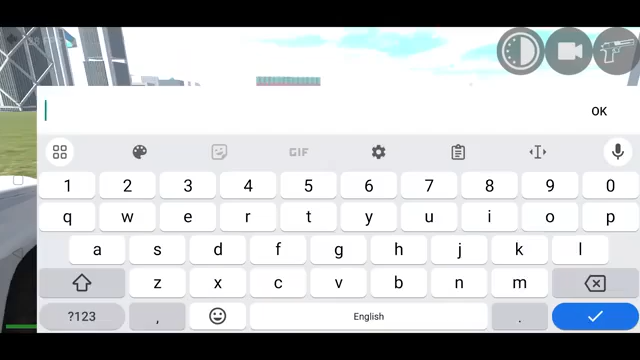 OK
GIF
1 2 3 4 5 6 7 8 9 0
q w e r t y u i o p
a s d f g h j k l
z x c v b n m
?123 , English .